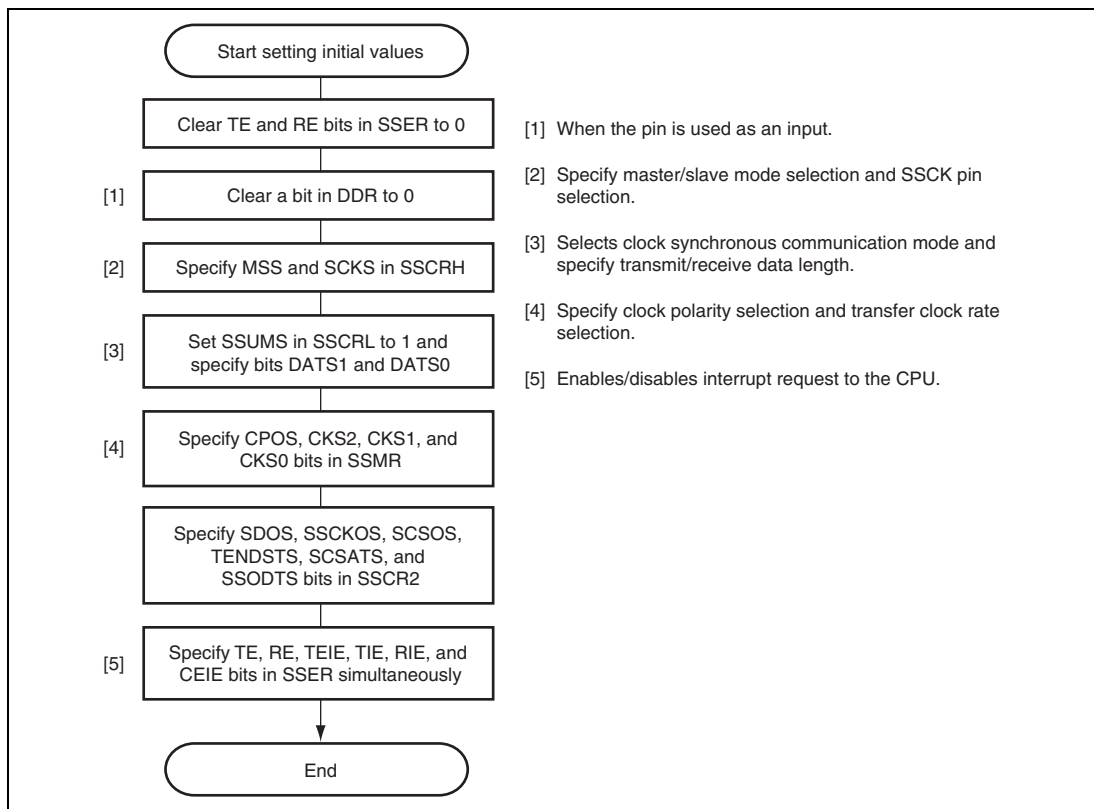 Start setting initial values
Clear TE and RE bits in SSER to 0
[1] Clear a bit in DDR to 0
[2] Specify MSS and SCKS in SSCRH
[3] Set SSUMS in SSCRL to 1 and
specify bits DATS1 and DATS0
[4] Specify CPOS, CKS2, CKS1, and
CKS0 bits in SSMR
Specify SDOS, SSCKOS, SCSOS,
TENDSTS, SCSATS, and
SSODTS bits in SSCR2
[5] Specify TE, RE, TEIE, TIE, RIE, and
CEIE bits in SSER simultaneously
End
[1] When the pin is used as an input.
[2] Specify master/slave mode selection and SSCK pin
selection.
[3] Selects clock synchronous communication mode and
specify transmit/receive data length.
[4] Specify clock polarity selection and transfer clock rate
selection.
[5] Enables/disables interrupt request to the CPU.